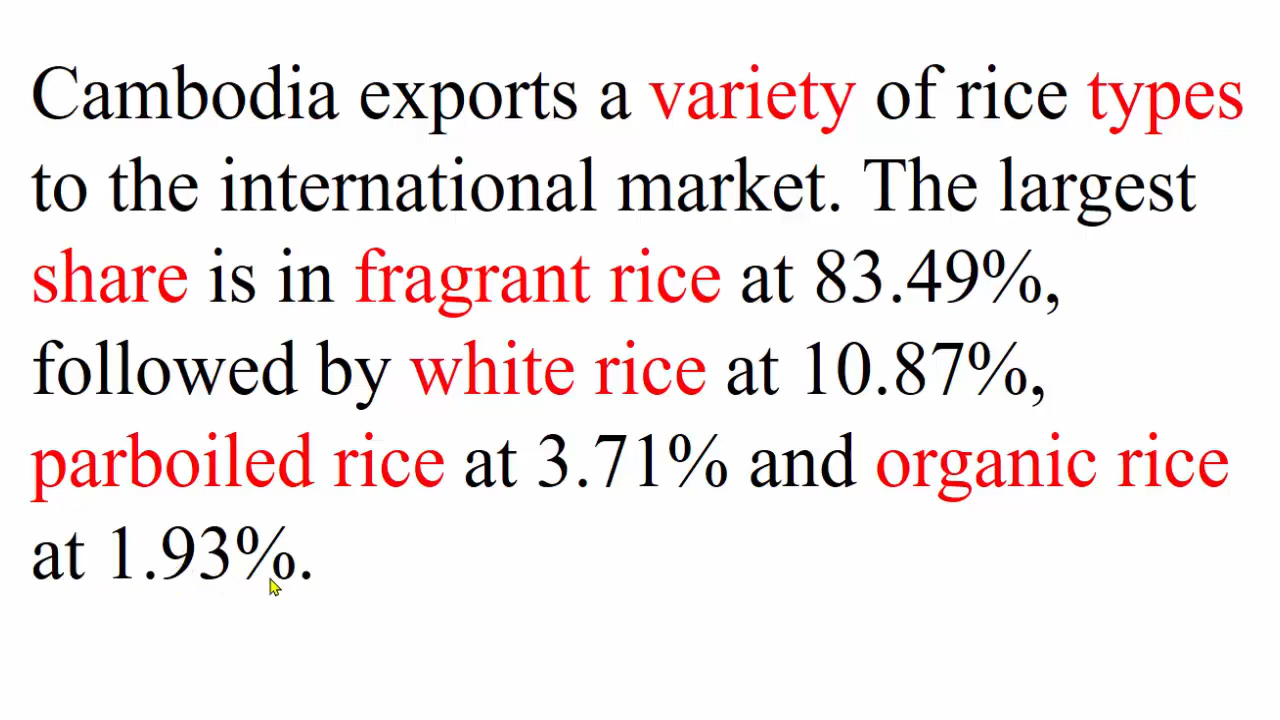 Cambodia exports a variety of rice types
to the international market. The largest
share is in fragrant rice at 83.49%,
followed by white rice at 10.87%,
parboiled rice at 3.71% and organic rice
at 1.93%.